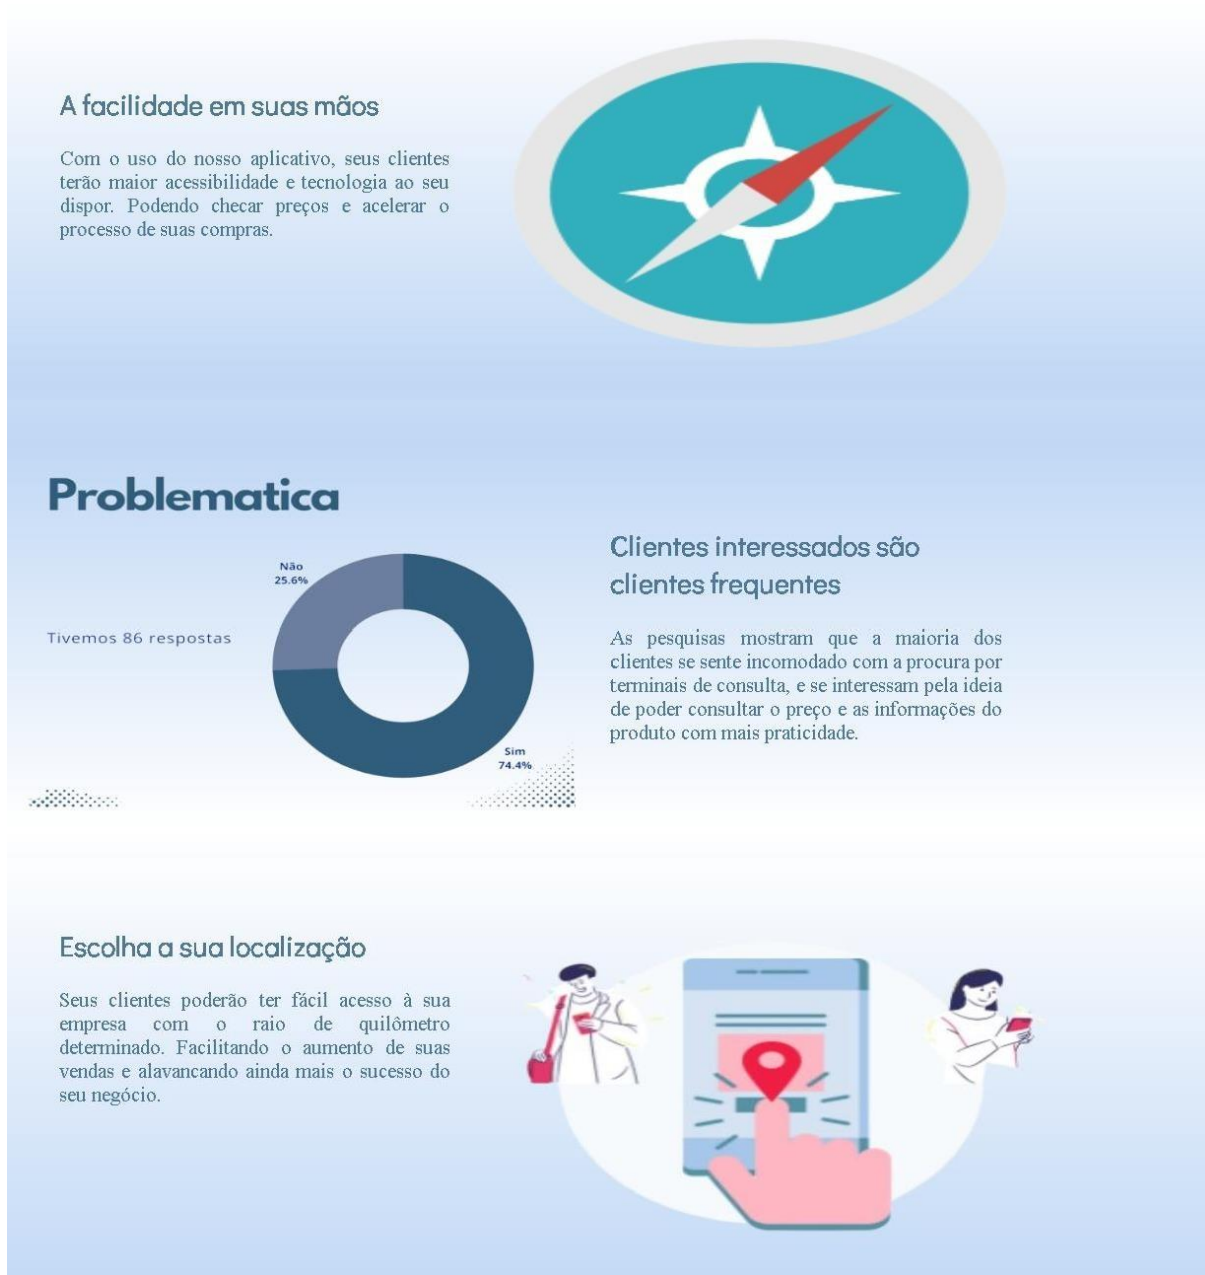 A facilidade em suas mãos
Com o uso do nosso aplicativo, seus clientes
terão maior acessibilidade e tecnologia ao seu
dispor. Podendo checar preços e acelerar o
processo de suas compras.
Problematica
Não
25.6%
Tivemos 86 respostas
Sim
74.4%
Clientes interessados são
clientes frequentes
As pesquisas mostram que a maioria dos
clientes se sente incomodado com a procura por
terminais de consulta, e se interessam pela ideia
de poder consultar o preço e as informações do
produto com mais praticidade.
Escolha a sua localização
Seus clientes poderão ter fácil acesso à sua
empresa com o raio de quilômetro
determinado. Facilitando o aumento de suas
vendas e alavancando ainda mais o sucesso do
seu negócio.